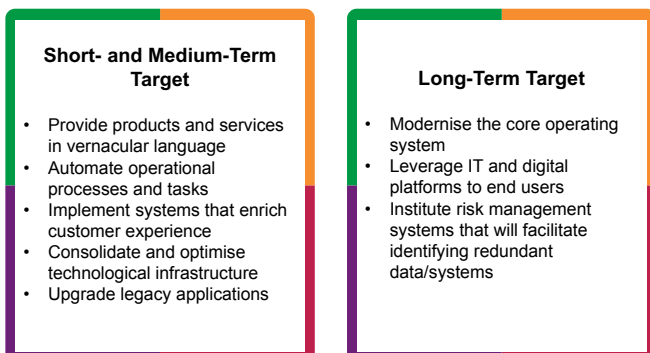 Short- and Medium-Term
Target
• Provide products and services
in vernacular language
• Automate operational
processes and tasks
• Implement systems that enrich
customer experience
• Consolidate and optimise
technological infrastructure
• Upgrade legacy applications
Long-Term Target
• Modernise the core operating
system
• Leverage IT and digital
platforms to end users
• Institute risk management
systems that will facilitate
identifying redundant
data/systems